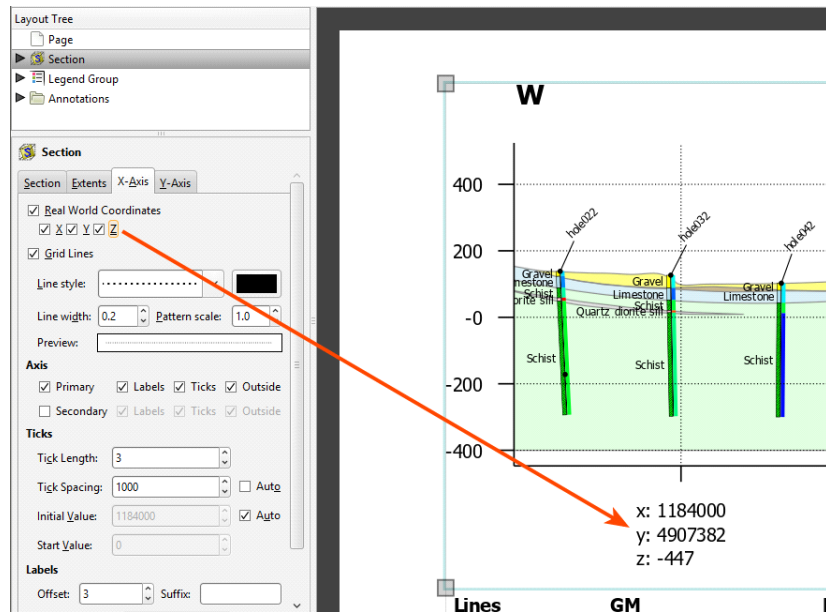 Layout Tree
Page
Section
Legend Group
Annotations
Section
Section Extents X-Axis Y-Axis
Real World Coordinates
X Y Z
Grid Lines
Line style:
Line width: 0.2 Pattern scale: 1.0
Preview:
Axis
Primary Labels Ticks Outside
Secondary Labels Ticks Outside
Ticks
Tick Length: 3
Tick Spacing: 1000 Auto
Initial Value: 1184000 Auto
Start Value: 0
Labels
Offset: 3 Suffix:
W
400
200
-0
-200
-400
hole022
hole032
hole042
Gravel
mestone
Schist
orite sill
Schist
Gravel
Limestone
Schist
Quartz diorite sill
Schist
Gravel
Limestone
Schist
x: 1184000
y: 4907382
z: -447
Lines GM